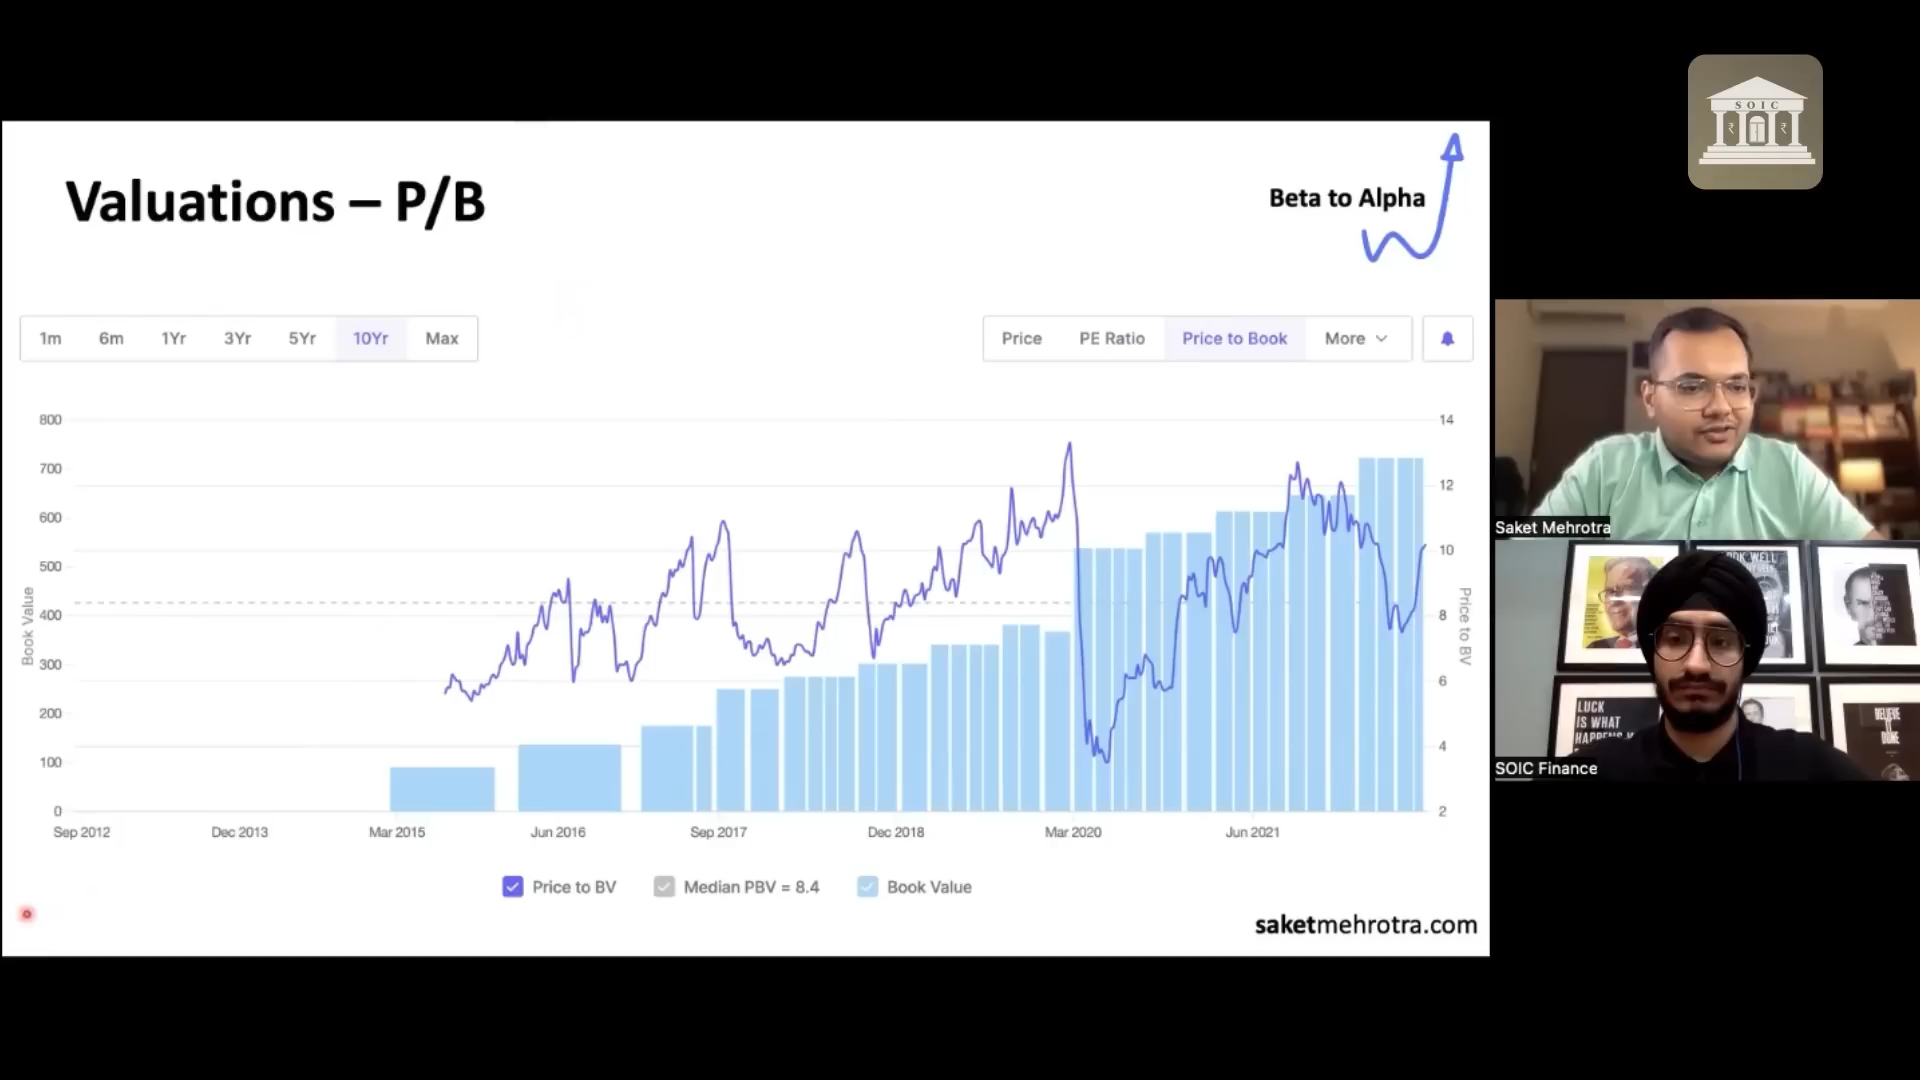 SOIC
₹ ₹
Valuations – P/B
Beta to Alpha
1m 6m 1Yr 3Yr 5Yr 10Yr Max
Price PE Ratio Price to Book More
800 14
700
12
600
500 10
400 8
300
6
200
100 4
0 2
Book Value
Price to BV
Sep 2012 Dec 2013 Mar 2015 Jun 2016 Sep 2017 Dec 2018 Mar 2020 Jun 2021
Price to BV Median PBV = 8.4 Book Value
saketmehrotra.com
Saket Mehrotra
LUCK
IS WHAT
BELIEVE
DONE
SOIC Finance